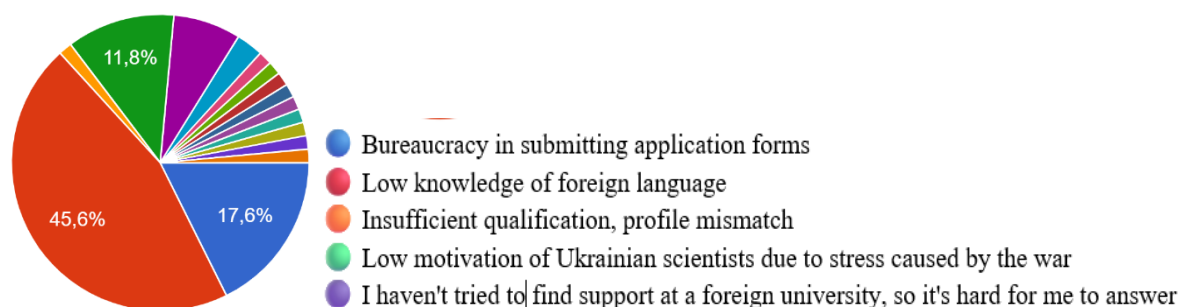 11,8%
45,6%
17,6%
Bureaucracy in submitting application forms
Low knowledge of foreign language
Insufficient qualification, profile mismatch
Low motivation of Ukrainian scientists due to stress caused by the war
I haven't tried to find support at a foreign university, so it's hard for me to answer